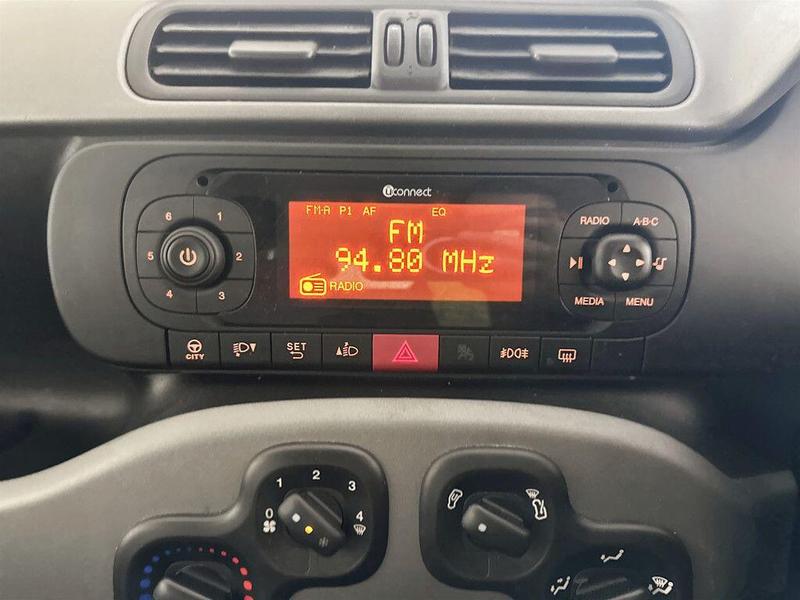 uconnect
FM-A P1 AF EQ
FM
94.80 MHz
RADIO
6 1
5 2
4 3
RADIO A·B·C
MEDIA MENU
CITY
SET
0 1 2 3 4